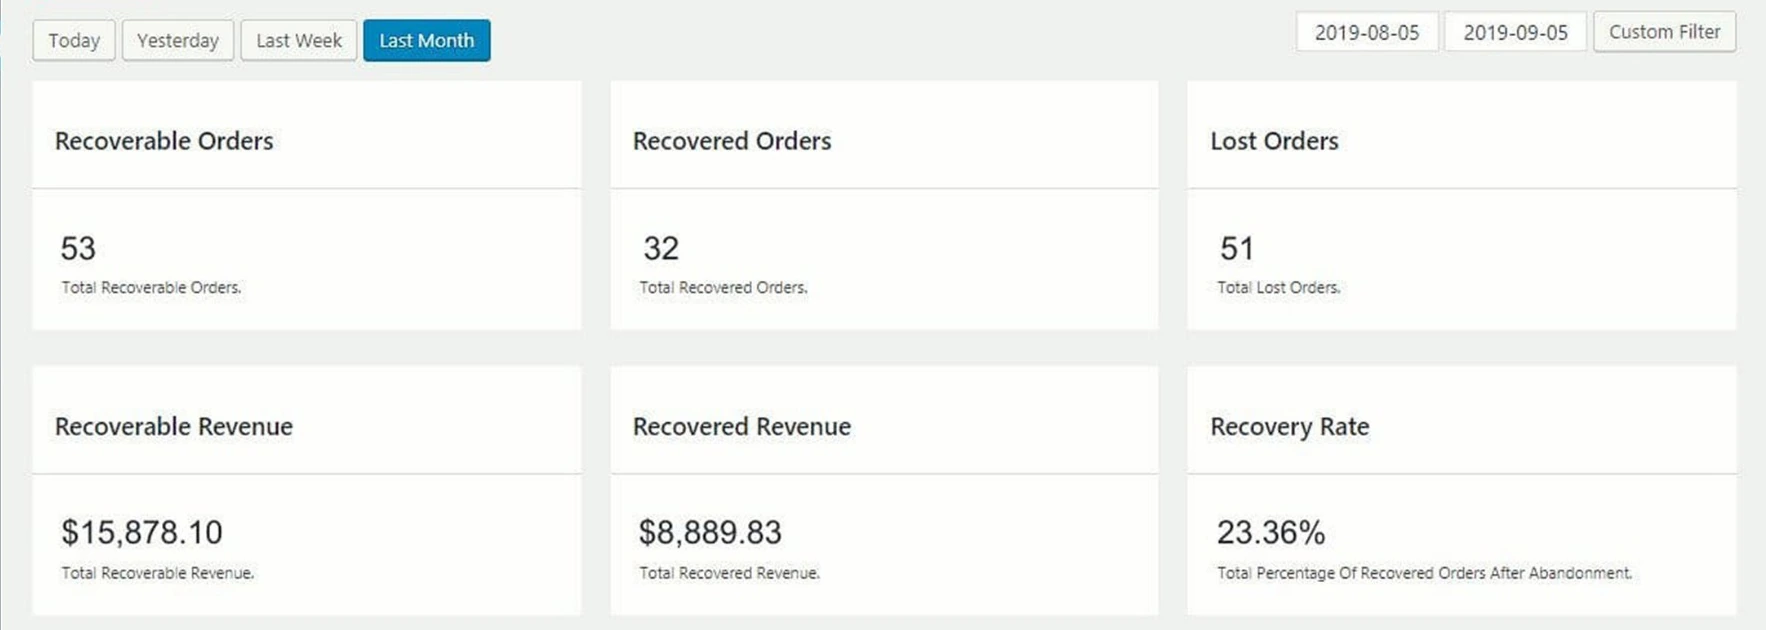 Today Yesterday Last Week Last Month 2019-08-05 2019-09-05 Custom Filter
Recoverable Orders Recovered Orders Lost Orders
53 32 51
Total Recoverable Orders. Total Recovered Orders. Total Lost Orders.
Recoverable Revenue Recovered Revenue Recovery Rate
$15,878.10 $8,889.83 23.36%
Total Recoverable Revenue. Total Recovered Revenue. Total Percentage Of Recovered Orders After Abandonment.